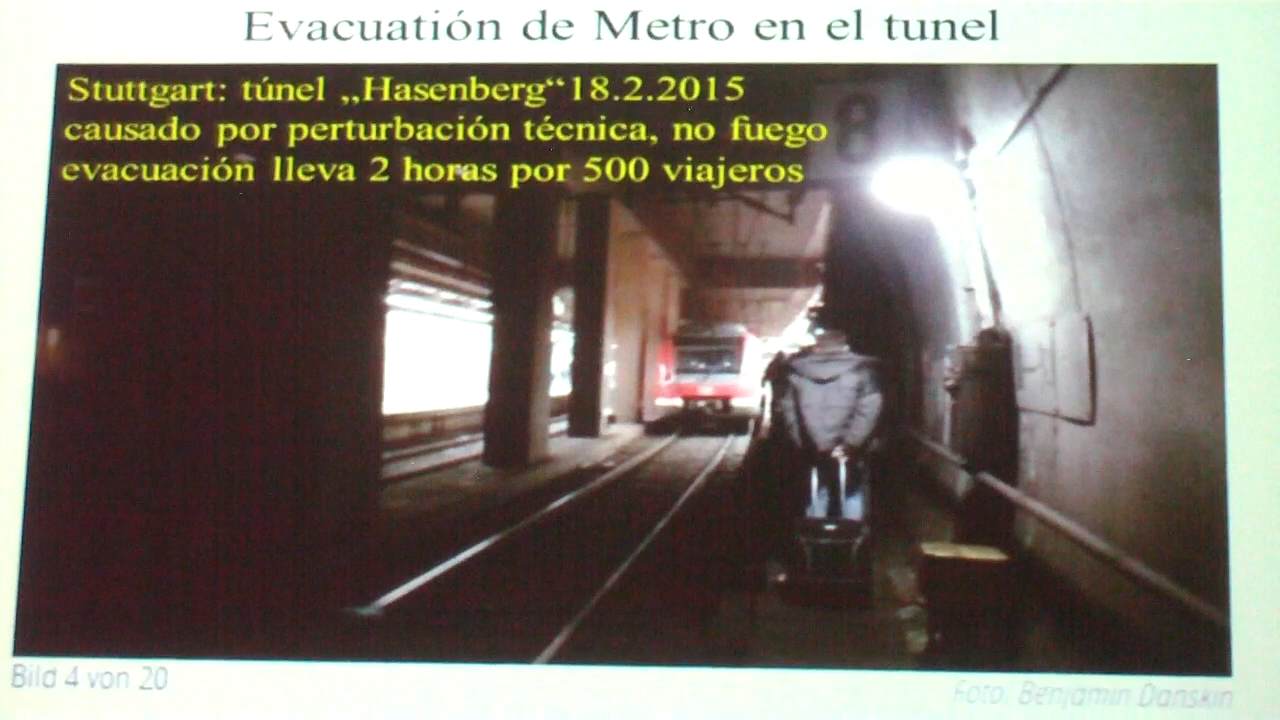 Evacuatión de Metro en el tunel
Stuttgart: túnel „Hasenberg“18.2.2015
causado por perturbación técnica, no fuego
evacuación lleva 2 horas por 500 viajeros
Bild 4 von 20
Foto: Benjamin Danskin